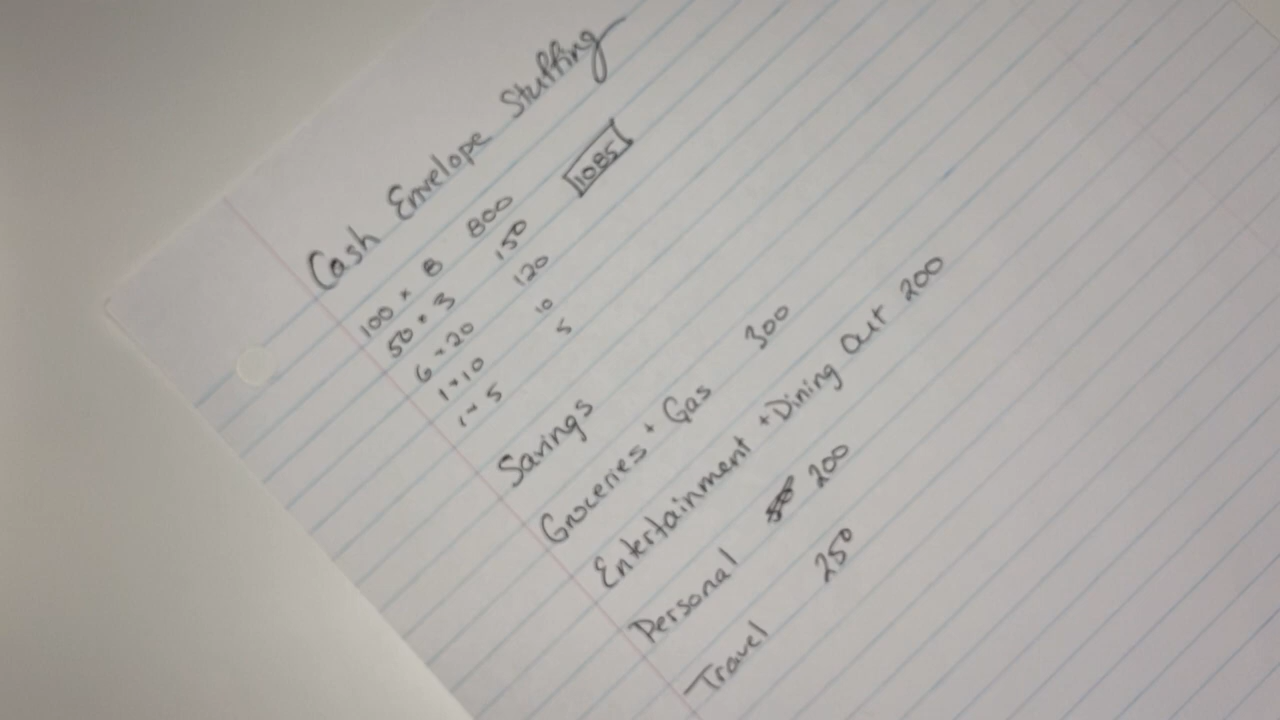 Cash Envelope Stuffing
100 × 8 800
50 × 3 150 1085
6 × 20 120
1 × 10 10
1 × 5 5
Savings
Groceries + Gas 300
Entertainment + Dining Out 200
Personal 200
Travel 250